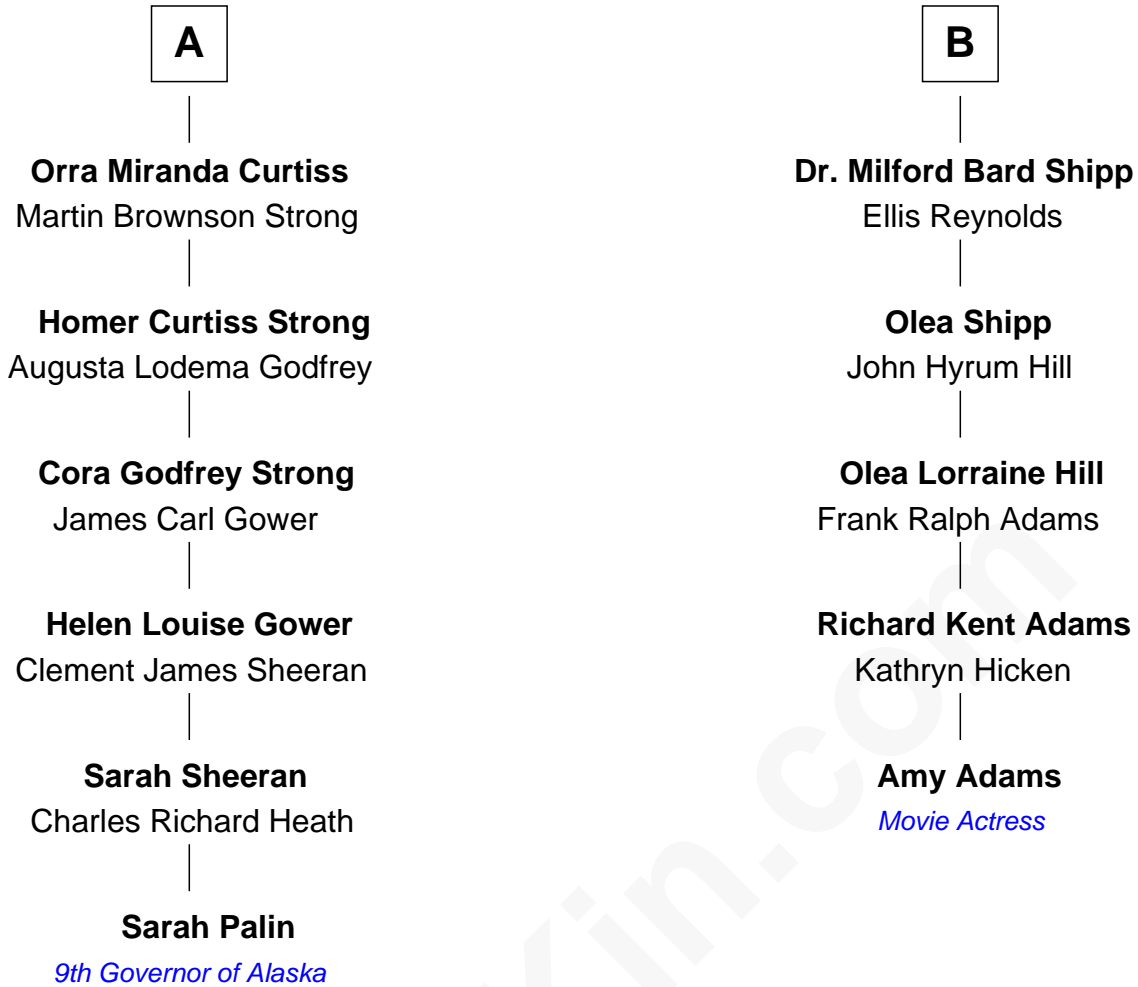 A
Orra Miranda Curtiss
Martin Brownson Strong
Homer Curtiss Strong
Augusta Lodema Godfrey
Cora Godfrey Strong
James Carl Gower
Helen Louise Gower
Clement James Sheeran
Sarah Sheeran
Charles Richard Heath
Sarah Palin
9th Governor of Alaska
B
Dr. Milford Bard Shipp
Ellis Reynolds
Olea Shipp
John Hyrum Hill
Olea Lorraine Hill
Frank Ralph Adams
Richard Kent Adams
Kathryn Hicken
Amy Adams
Movie Actress
Kin.com